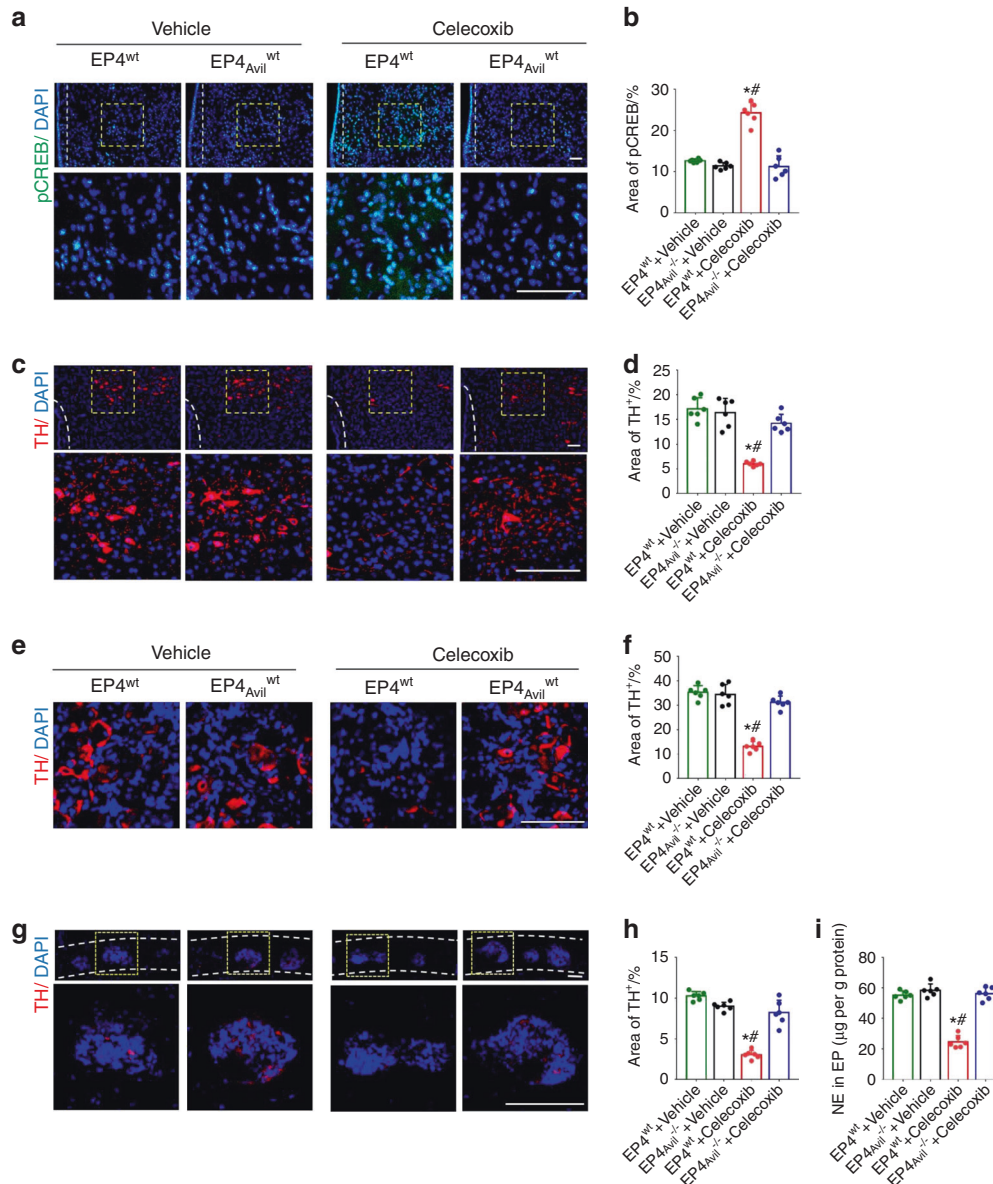 a
Vehicle
Celecoxib
EP4wt
EP4Avilwt
EP4wt
EP4Avilwt
pCREB/ DAPI
b
Area of pCREB/%
30
20
10
0
*#
EP4wt+Vehicle
EP4Avil-/-+Vehicle
EP4wt+Celecoxib
EP4Avil-/-+Celecoxib
c
TH/ DAPI
d
Area of TH+/%
25
20
15
10
5
0
*#
EP4wt+Vehicle
EP4Avil-/-+Vehicle
EP4wt+Celecoxib
EP4Avil-/-+Celecoxib
e
Vehicle
Celecoxib
EP4wt
EP4Avilwt
EP4wt
EP4Avilwt
TH/ DAPI
f
Area of TH+/%
50
40
30
20
10
0
*#
EP4wt+Vehicle
EP4Avil-/-+Vehicle
EP4wt+Celecoxib
EP4Avil-/-+Celecoxib
g
TH/ DAPI
h
Area of TH+/%
15
10
5
0
*#
EP4wt+Vehicle
EP4Avil-/-+Vehicle
EP4wt+Celecoxib
EP4Avil-/-+Celecoxib
i
NE in EP (µg per g protein)
80
60
40
20
0
*#
EP4wt+Vehicle
EP4Avil-/-+Vehicle
EP4wt+Celecoxib
EP4Avil-/-+Celecoxib